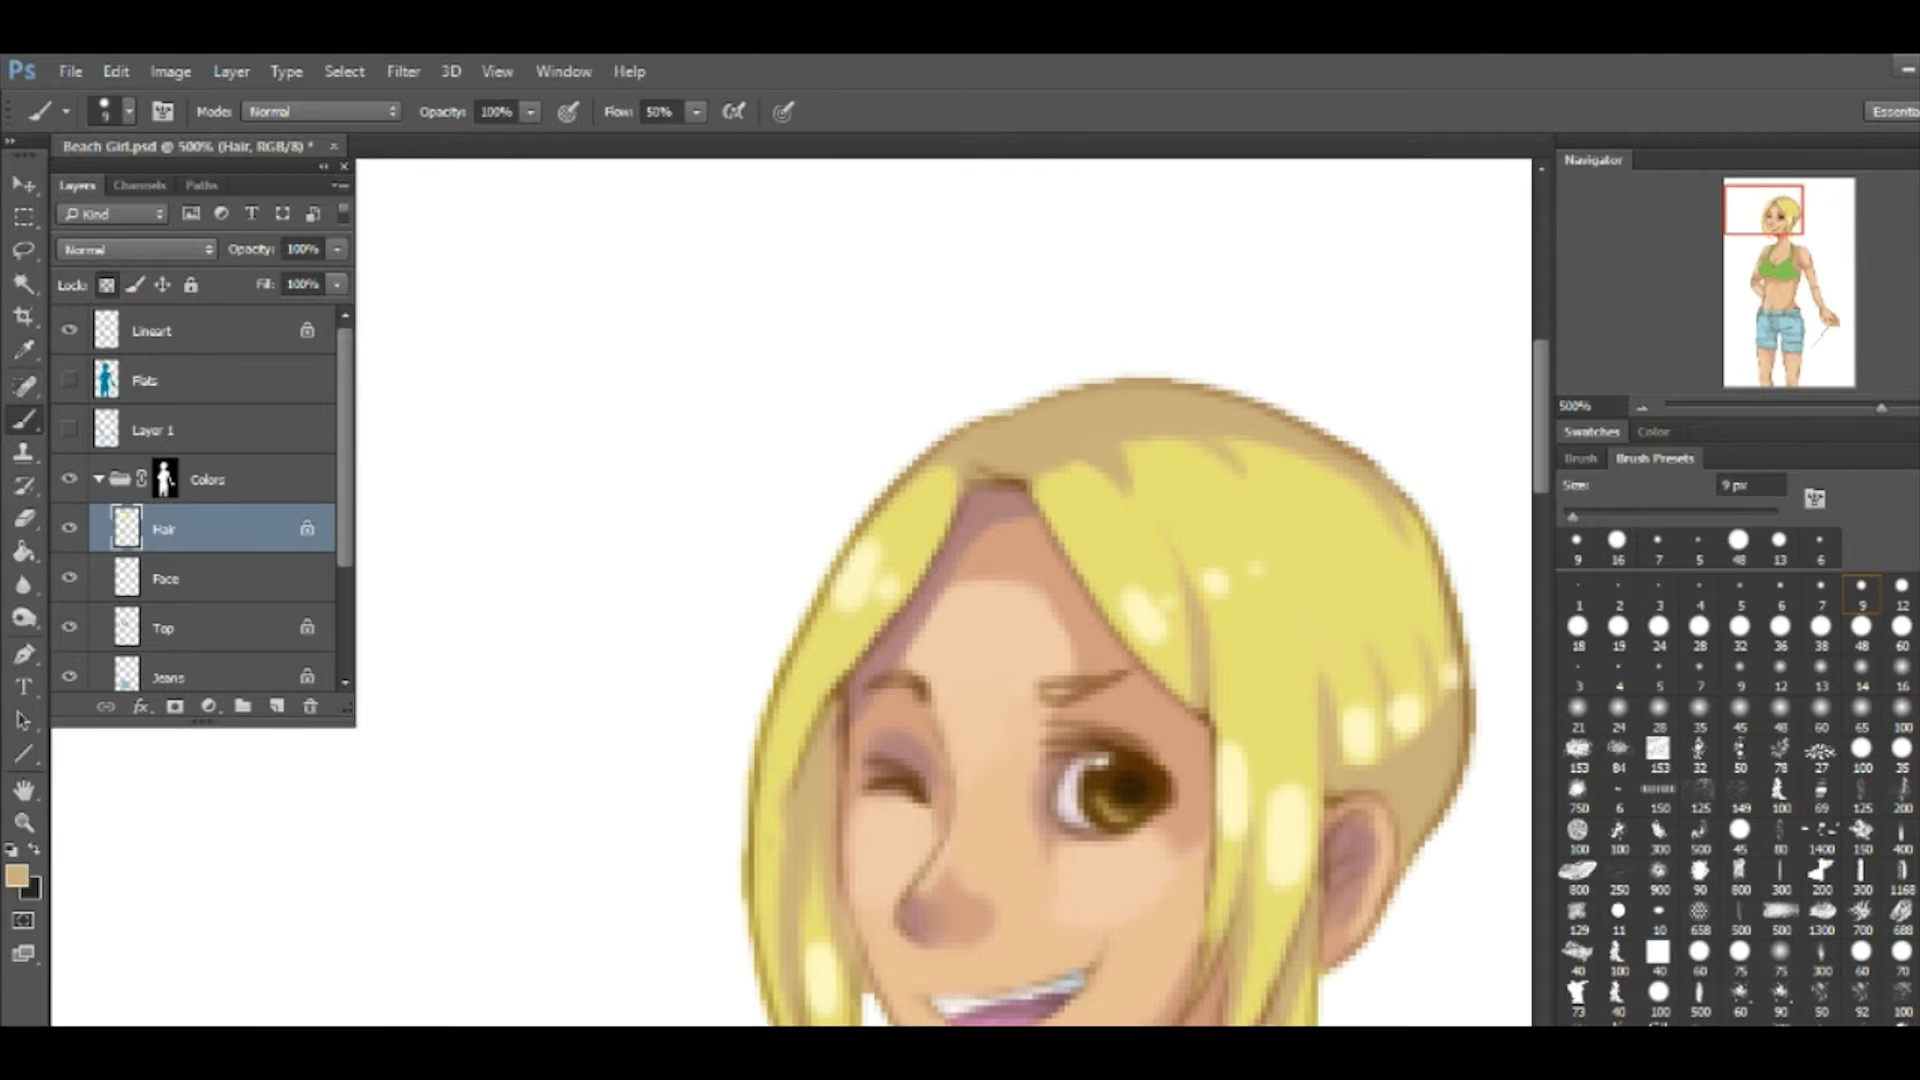 Ps File Edit Image Layer Type Select Filter 3D View Window Help
9 Mode: Normal Opacity: 100% Flow: 50% Essentia
Beach Girl.psd @ 500% (Hair, RGB/8) * ×
Layers Channels Paths
Kind
Normal Opacity: 100%
Lock: Fill: 100%
Lineart
Flats
Layer 1
Colors
Hair
Face
Top
Jeans
Navigator
500%
Swatches Color
Brush Brush Presets
Size: 9 px
9 16 7 5 48 13 6
1 2 3 4 5 6 7 9 12
18 19 24 28 32 36 38 48 60
3 4 5 7 9 12 13 14 16
21 24 28 35 45 48 60 65 100
153 84 153 32 50 78 27 100 35
750 6 150 125 149 100 69 125 200
100 100 300 500 45 80 1400 150 400
800 250 900 90 800 300 200 300 1168
129 11 10 658 500 500 1300 700 688
40 100 40 60 75 75 300 60 70
73 40 100 500 60 90 50 92 100